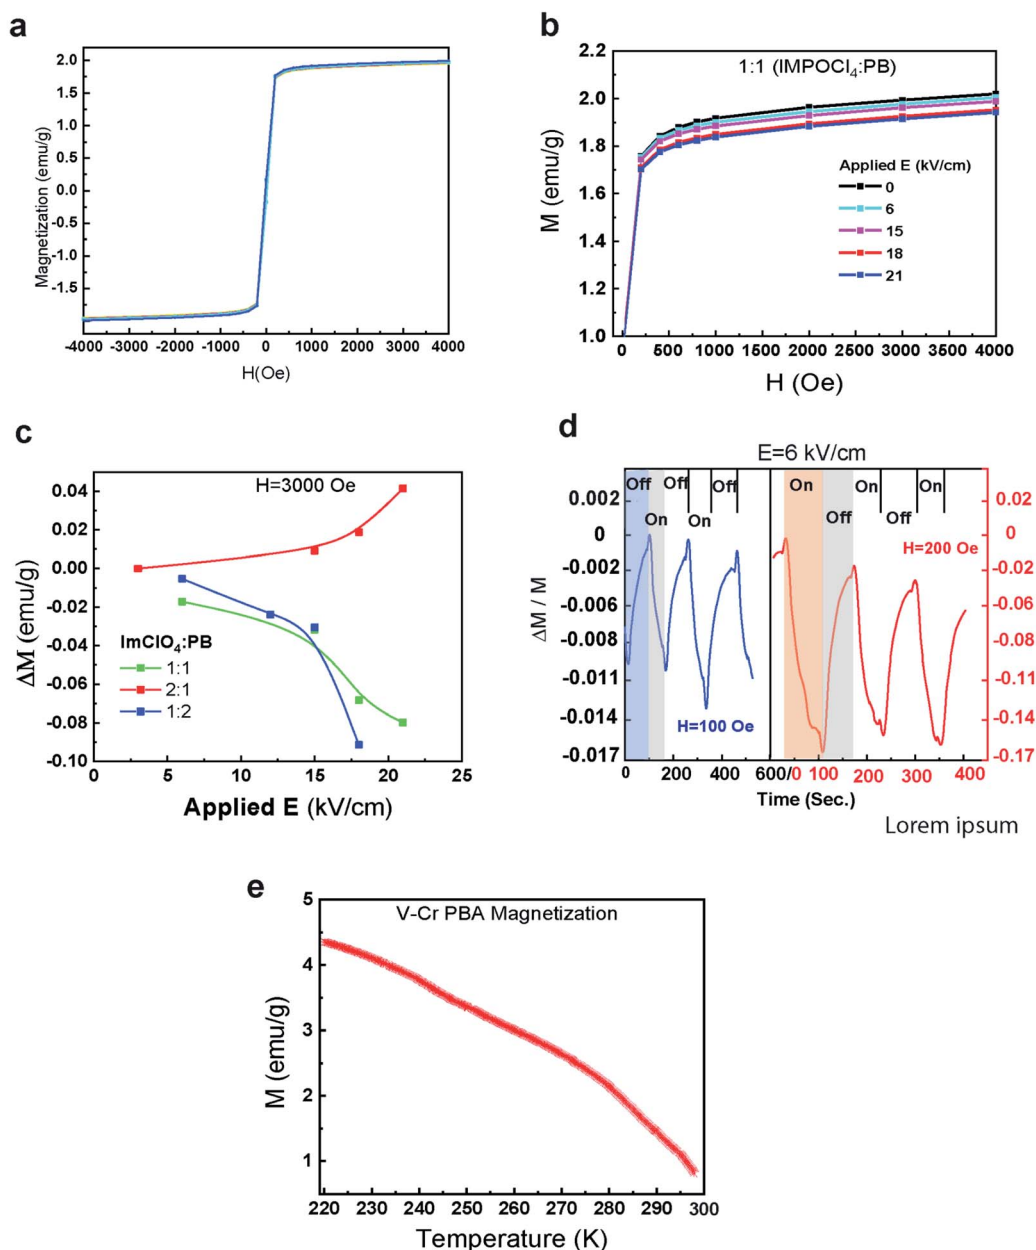 a
Magnetization (emu/g)
2.0
1.5
1.0
0.5
0.0
-0.5
-1.0
-1.5
-4000 -3000 -2000 -1000 0 1000 2000 3000 4000
H(Oe)
b
1:1 (IMPOCl₄:PB)
M (emu/g)
2.2
2.0
1.8
1.6
1.4
1.2
1.0
Applied E (kV/cm)
0
6
15
18
21
0 500 1000 1500 2000 2500 3000 3500 4000
H (Oe)
c
H=3000 Oe
ΔM (emu/g)
0.04
0.02
0.00
-0.02
-0.04
-0.06
-0.08
-0.10
ImClO₄:PB
1:1
2:1
1:2
0 5 10 15 20 25
Applied E (kV/cm)
d
E=6 kV/cm
Off Off Off On On On
On On Off Off
ΔM / M
0.002
0
-0.002
-0.006
-0.008
-0.011
-0.014
-0.017
H=200 Oe
H=100 Oe
0.02
0
-0.02
-0.06
-0.08
-0.11
-0.14
-0.17
0 200 400 600/0 100 200 300 400
Time (Sec.)
Lorem ipsum
e
V-Cr PBA Magnetization
M (emu/g)
5
4
3
2
1
220 230 240 250 260 270 280 290 300
Temperature (K)